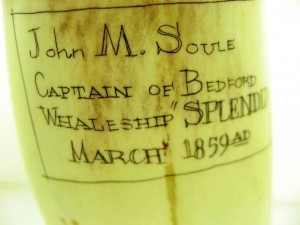 John M. Soule
Captain of Bedford
Whaleship "SPLENDID
March 1859 AD